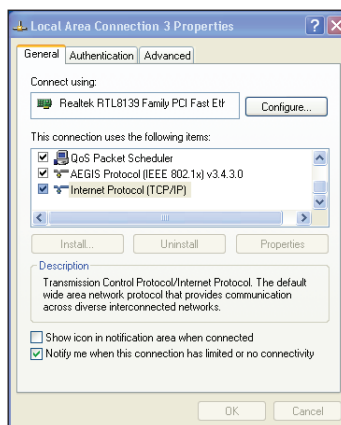 Local Area Connection 3 Properties
General Authentication Advanced
Connect using:
Realtek RTL8139 Family PCI Fast Eth
Configure...
This connection uses the following items:
QoS Packet Scheduler
AEGIS Protocol (IEEE 802.1x) v3.4.3.0
Internet Protocol (TCP/IP)
Install... Uninstall Properties
Description
Transmission Control Protocol/Internet Protocol. The default
wide area network protocol that provides communication
across diverse interconnected networks.
Show icon in notification area when connected
Notify me when this connection has limited or no connectivity
OK Cancel